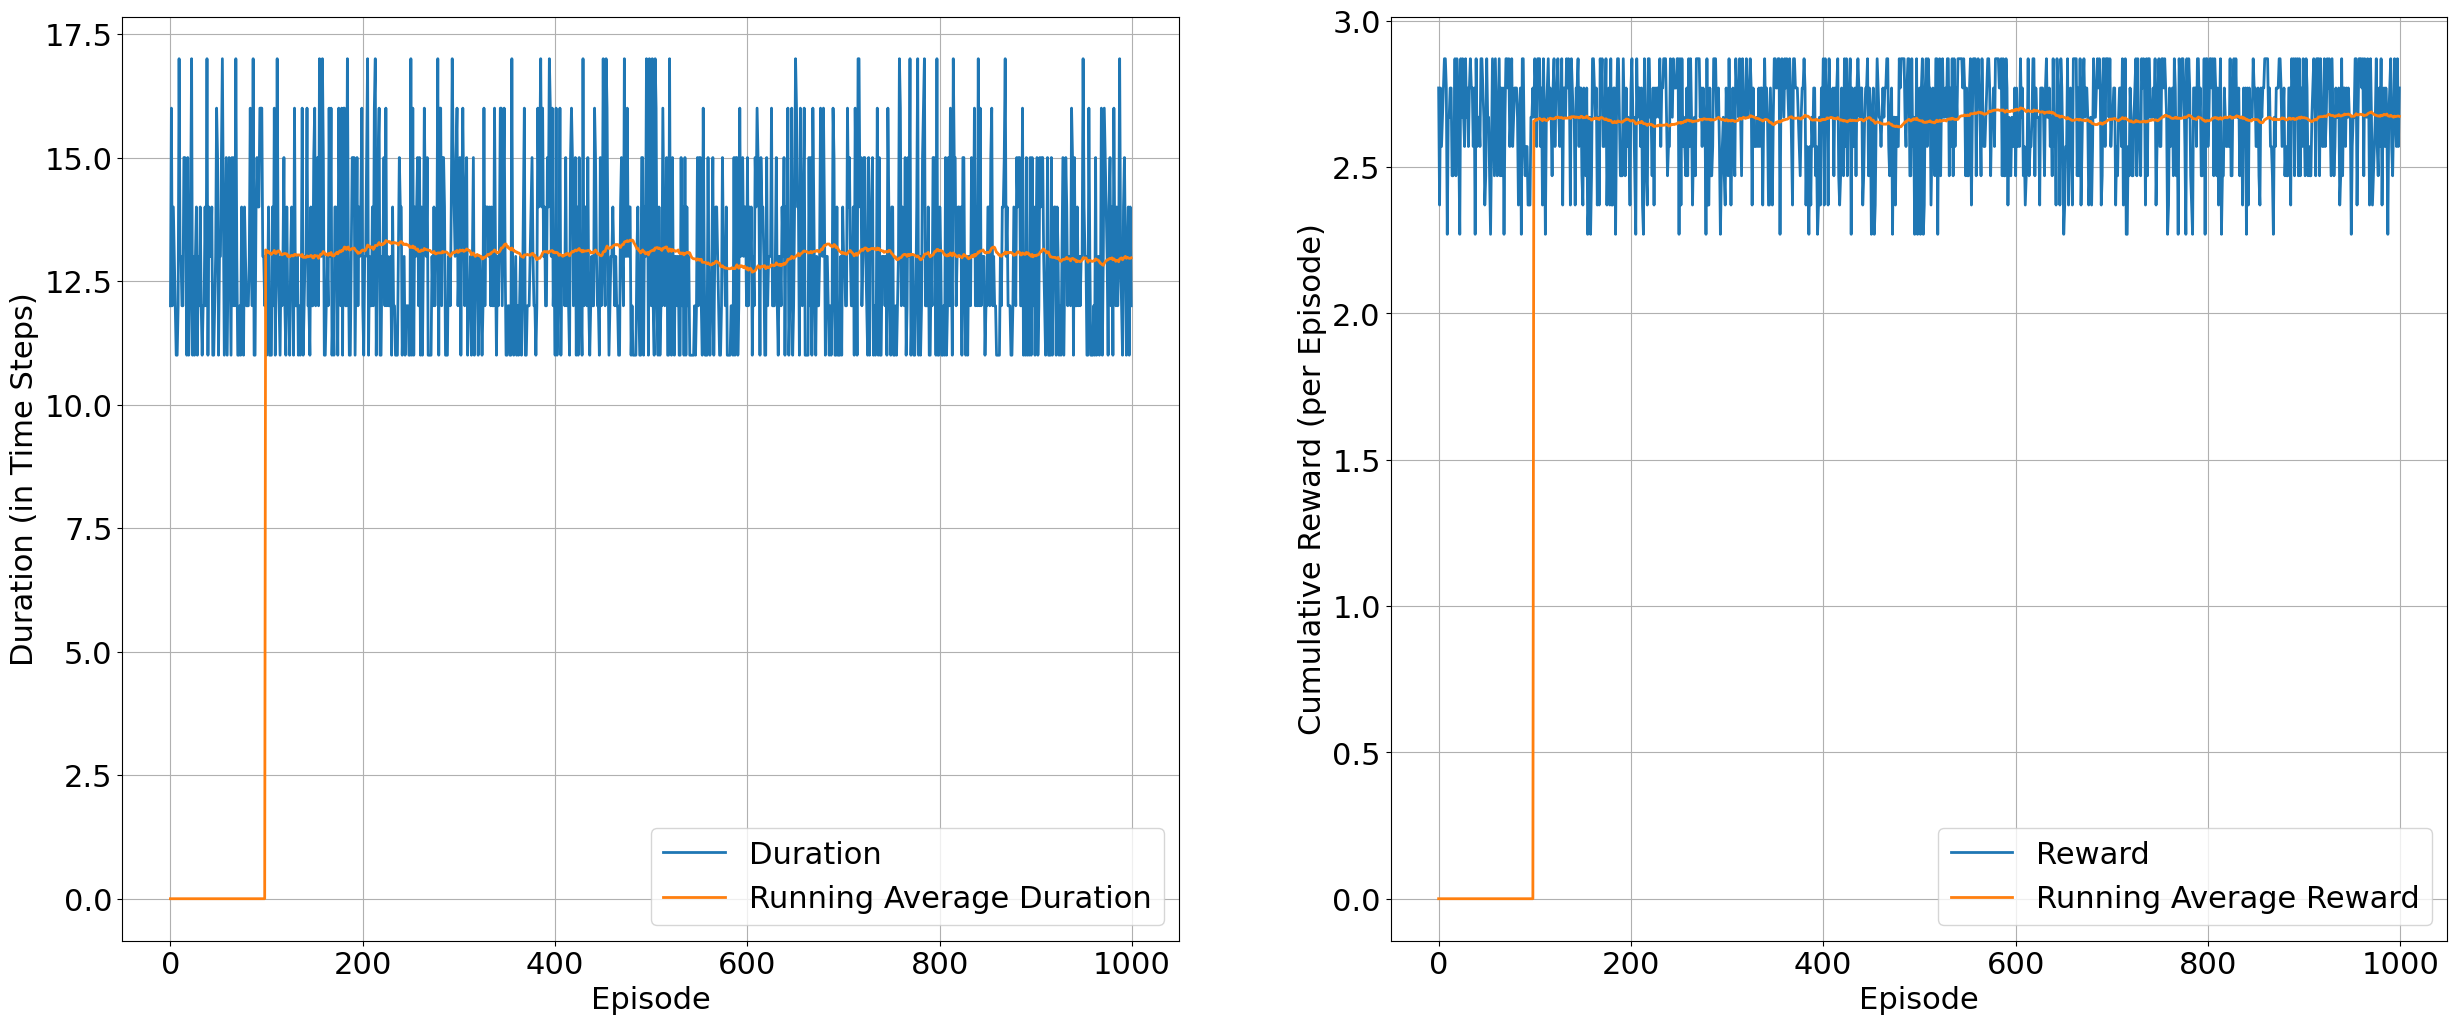 Duration (in Time Steps)
17.5
15.0
12.5
10.0
7.5
5.0
2.5
0.0
0 200 400 600 800 1000
Episode
Duration
Running Average Duration
Cumulative Reward (per Episode)
3.0
2.5
2.0
1.5
1.0
0.5
0.0
0 200 400 600 800 1000
Episode
Reward
Running Average Reward